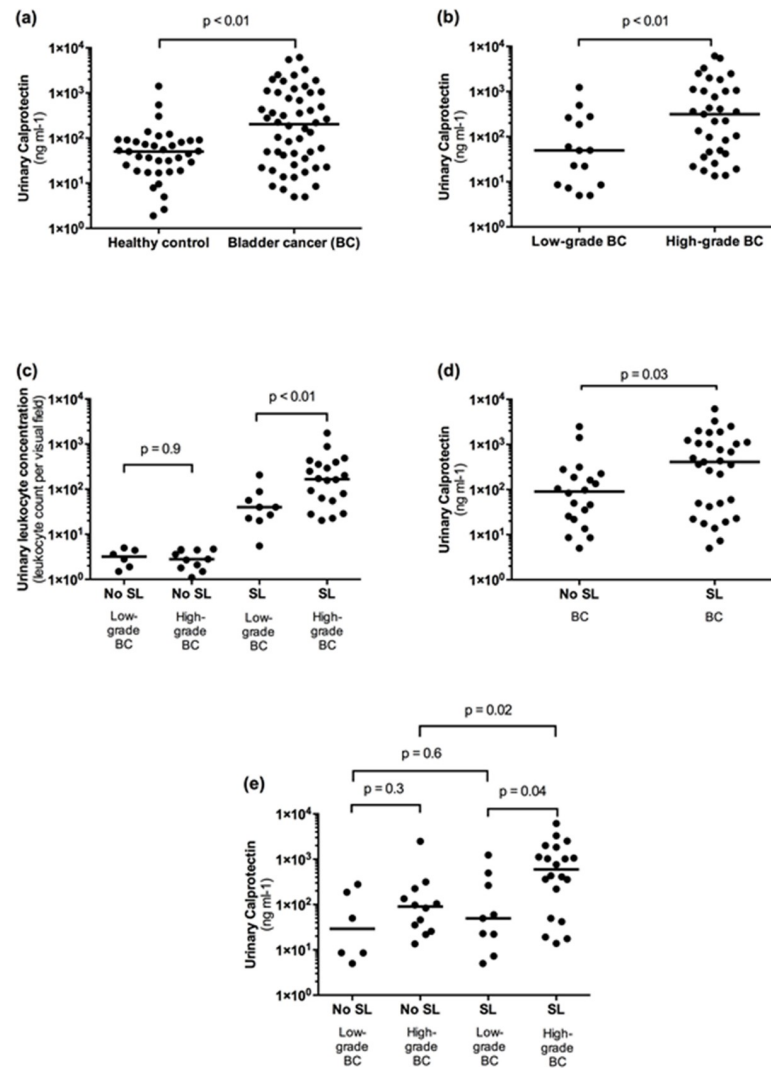 (a)
p < 0.01
Urinary Calprotectin
(ng ml-1)
1×10⁴
1×10³
1×10²
1×10¹
1×10⁰
Healthy control
Bladder cancer (BC)
(b)
p < 0.01
Urinary Calprotectin
(ng ml-1)
1×10⁴
1×10³
1×10²
1×10¹
1×10⁰
Low-grade BC
High-grade BC
(c)
p < 0.01
p = 0.9
Urinary leukocyte concentration
(leukocyte count per visual field)
1×10⁴
1×10³
1×10²
1×10¹
1×10⁰
No SL
No SL
SL
SL
Low-
grade
BC
High-
grade
BC
Low-
grade
BC
High-
grade
BC
(d)
p = 0.03
Urinary Calprotectin
(ng ml-1)
1×10⁴
1×10³
1×10²
1×10¹
1×10⁰
No SL
SL
BC
BC
(e)
p = 0.02
p = 0.6
p = 0.3
p = 0.04
Urinary Calprotectin
(ng ml-1)
1×10⁴
1×10³
1×10²
1×10¹
1×10⁰
No SL
No SL
SL
SL
Low-
grade
BC
High-
grade
BC
Low-
grade
BC
High-
grade
BC